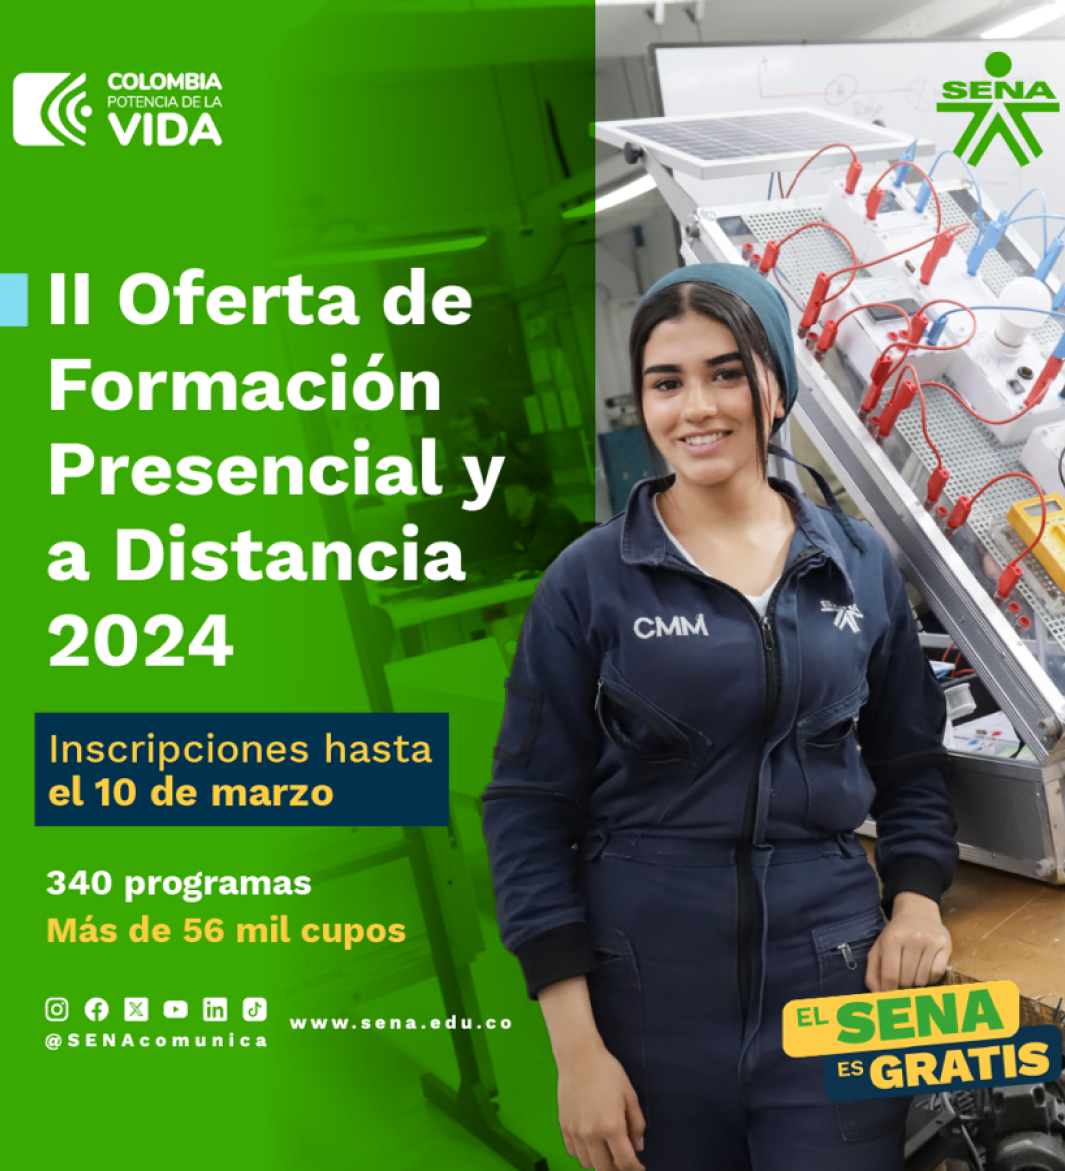 COLOMBIA
POTENCIA DE LA
VIDA
SENA
II Oferta de
Formación
Presencial y
a Distancia
2024
CMM
SENA
Inscripciones hasta
el 10 de marzo
340 programas
Más de 56 mil cupos
@SENAcomunica
www.sena.edu.co
EL SENA
ES GRATIS